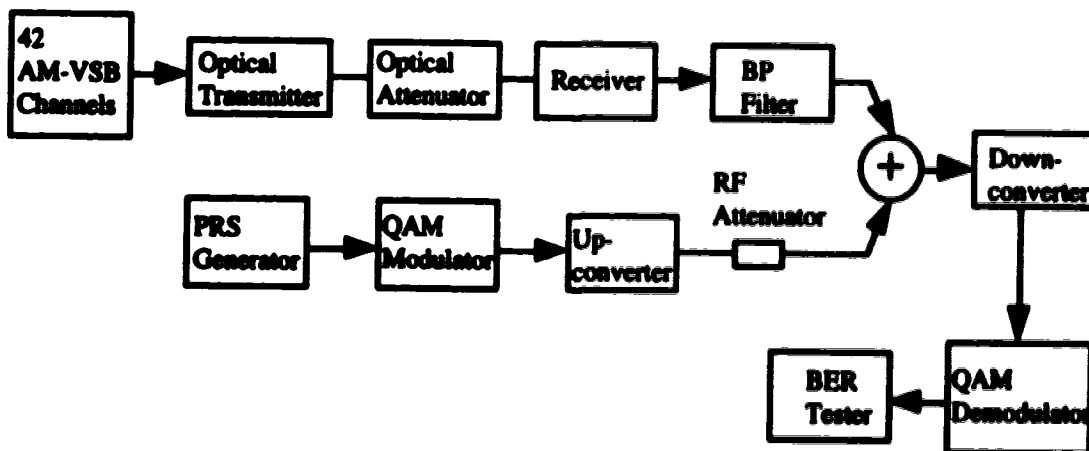 42
AM-VSB
Channels
Optical
Transmitter
Optical
Attenuator
Receiver
BP
Filter
+
Down-
converter
PRS
Generator
QAM
Modulator
Up-
converter
RF
Attenuator
BER
Tester
QAM
Demodulator